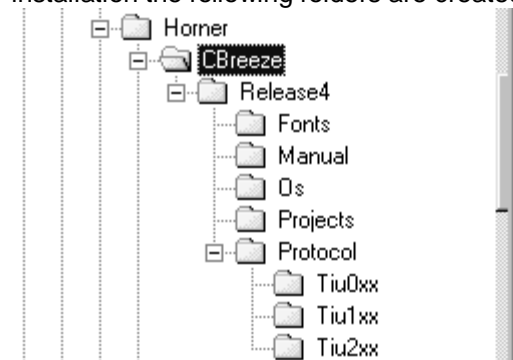 installation the following folders are created
Horner
CBreeze
Release4
Fonts
Manual
Os
Projects
Protocol
Tiu0xx
Tiu1xx
Tiu2xx